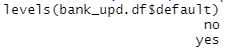 levels(bank_upd.df$default)
no
yes